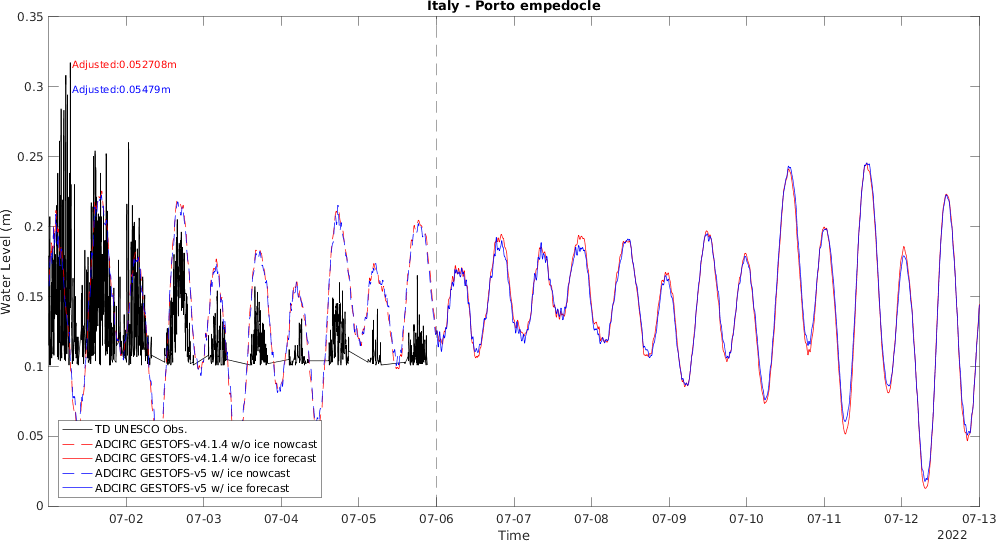 Italy - Porto empedocle
0.35
0.3
0.25
0.2
0.15
0.1
0.05
0
Water Level (m)
Adjusted:0.052708m
Adjusted:0.05479m
TD UNESCO Obs.
ADCIRC GESTOFS-v4.1.4 w/o ice nowcast
ADCIRC GESTOFS-v4.1.4 w/o ice forecast
ADCIRC GESTOFS-v5 w/ ice nowcast
ADCIRC GESTOFS-v5 w/ ice forecast
07-02 07-03 07-04 07-05 07-06 07-07 07-08 07-09 07-10 07-11 07-12 07-13
Time
2022